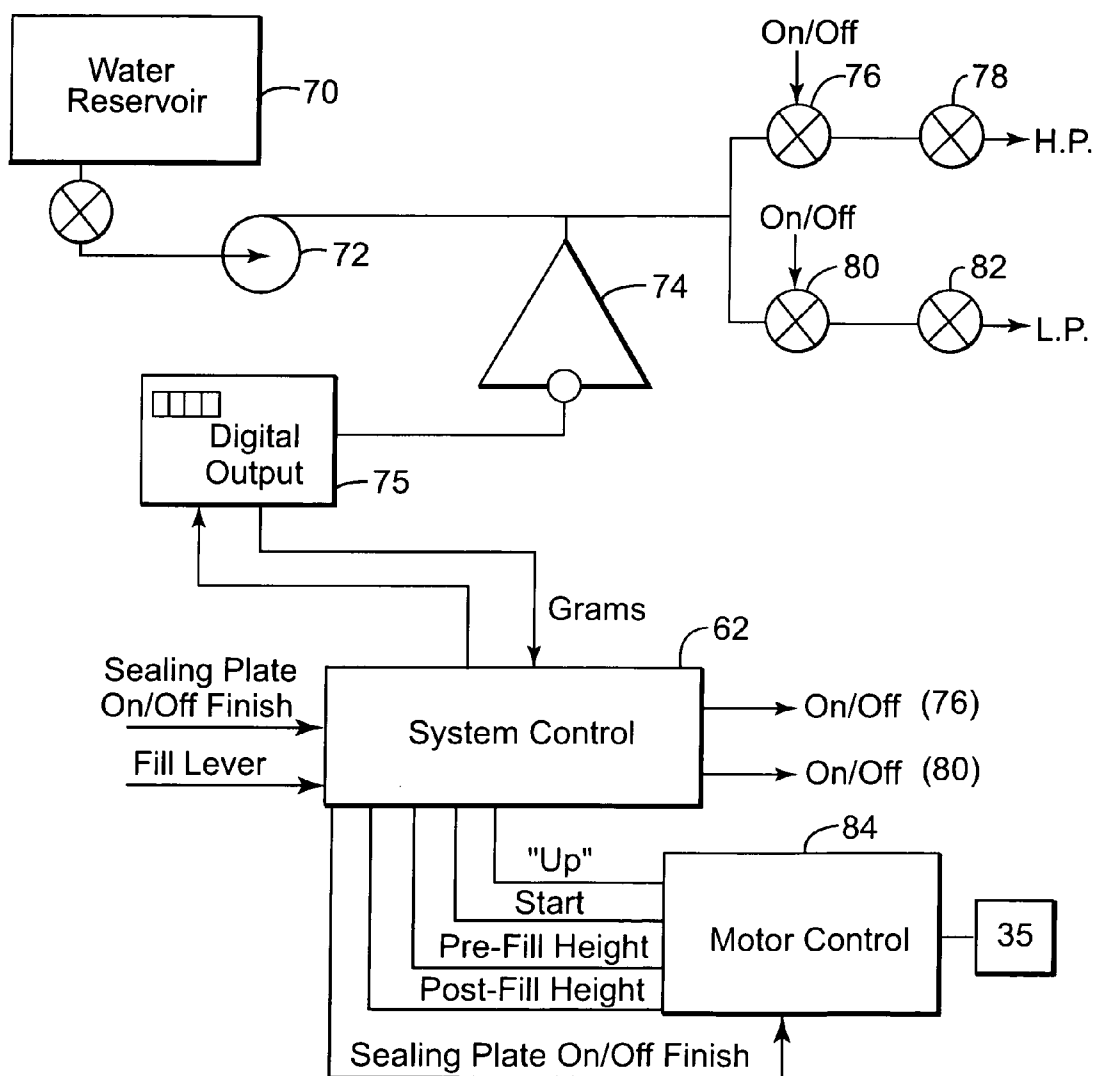 On/Off
Water
Reservoir
70
76
78
H.P.
72
On/Off
74
80
82
L.P.
Digital
Output
75
Grams
62
Sealing Plate
On/Off Finish
System Control
On/Off (76)
Fill Lever
On/Off (80)
84
"Up"
Start
Pre-Fill Height
Motor Control
35
Post-Fill Height
Sealing Plate On/Off Finish